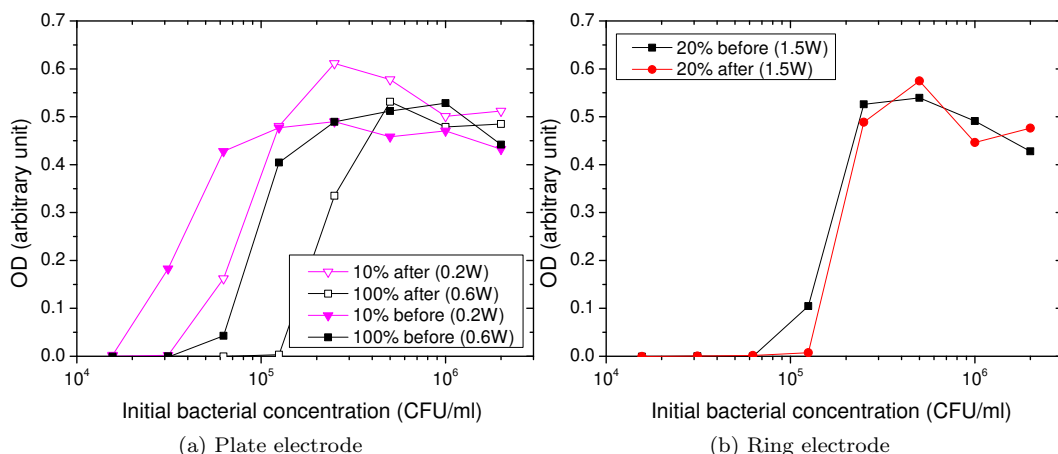 0.7
0.6
0.5
0.4
0.3
0.2
0.1
0.0
OD (arbitrary unit)
10% after (0.2W)
100% after (0.6W)
10% before (0.2W)
100% before (0.6W)
10^4
10^5
10^6
Initial bacterial concentration (CFU/ml)
(a) Plate electrode
0.7
0.6
0.5
0.4
0.3
0.2
0.1
0.0
OD (arbitrary unit)
20% before (1.5W)
20% after (1.5W)
10^4
10^5
10^6
Initial bacterial concentration (CFU/ml)
(b) Ring electrode